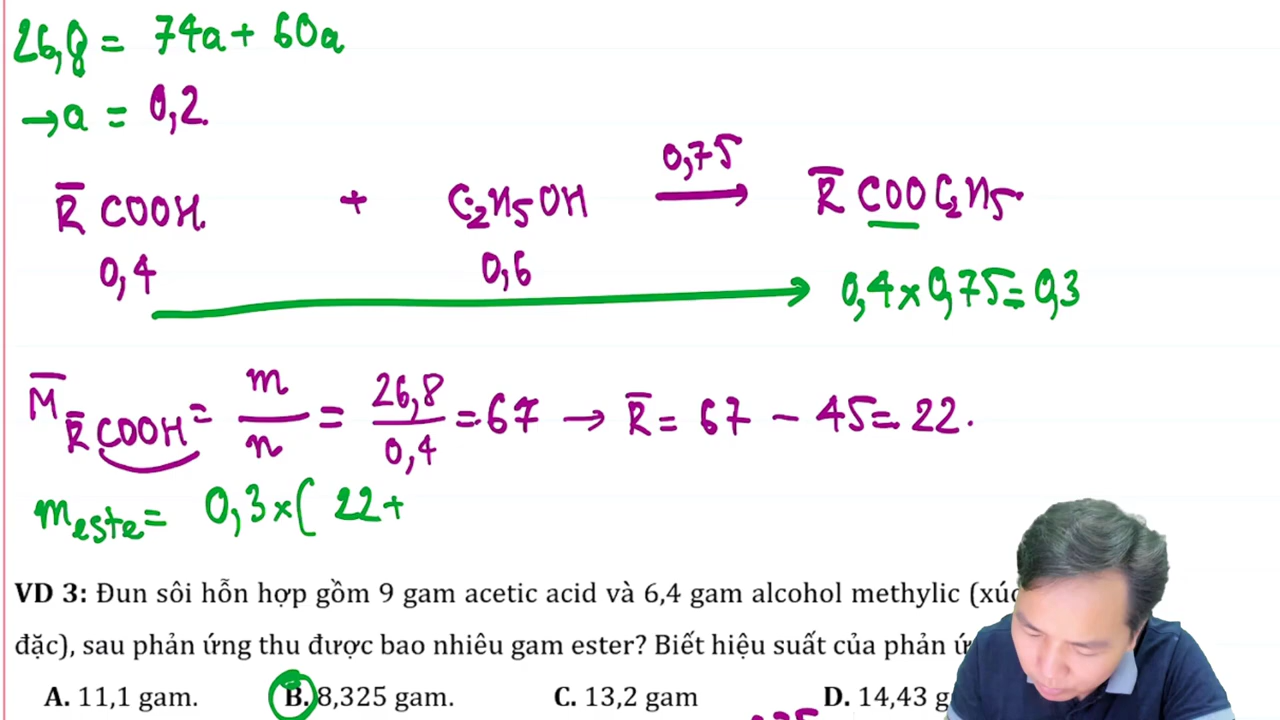 26,8 = 74a + 60a
→ a = 0,2.
0,75
R̅ COOH. + C₂H₅OH → R̅ COO C₂H₅.
0,4 0,6 0,4 × 0,75 = 0,3
M̅ R̅COOH = m/n = 26,8/0,4 = 67 → R̅ = 67 - 45 = 22.
m este = 0,3 × ( 22 +
VD 3: Đun sôi hỗn hợp gồm 9 gam acetic acid và 6,4 gam alcohol methylic
đặc), sau phản ứng thu được bao nhiêu gam ester? Biết hiệu suất của phản
A. 11,1 gam. B. 8,325 gam. C. 13,2 gam D. 14,43